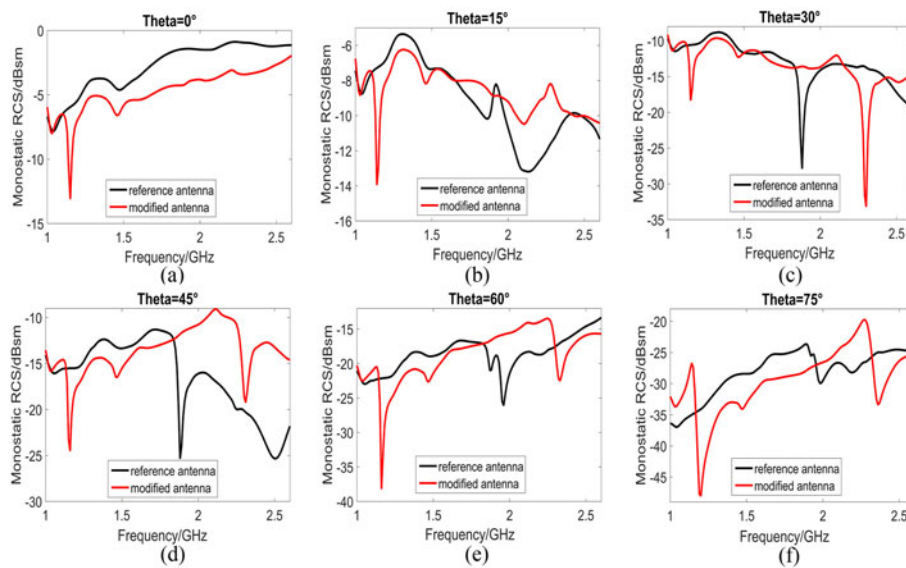 Theta=0°
Monostatic RCS/dBsm
0
-5
-10
-15
reference antenna
modified antenna
1 1.5 2 2.5
Frequency/GHz
(a)
Theta=15°
Monostatic RCS/dBsm
-6
-8
-10
-12
-14
-16
reference antenna
modified antenna
1 1.5 2 2.5
Frequency/GHz
(b)
Theta=30°
Monostatic RCS/dBsm
-10
-15
-20
-25
-30
-35
reference antenna
modified antenna
1 1.5 2 2.5
Frequency/GHz
(c)
Theta=45°
Monostatic RCS/dBsm
-10
-15
-20
-25
-30
reference antenna
modified antenna
1 1.5 2 2.5
Frequency/GHz
(d)
Theta=60°
Monostatic RCS/dBsm
-15
-20
-25
-30
-35
-40
reference antenna
modified antenna
1 1.5 2 2.5
Frequency/GHz
(e)
Theta=75°
Monostatic RCS/dBsm
-20
-25
-30
-35
-40
-45
reference antenna
modified antenna
1 1.5 2 2.5
Frequency/GHz
(f)